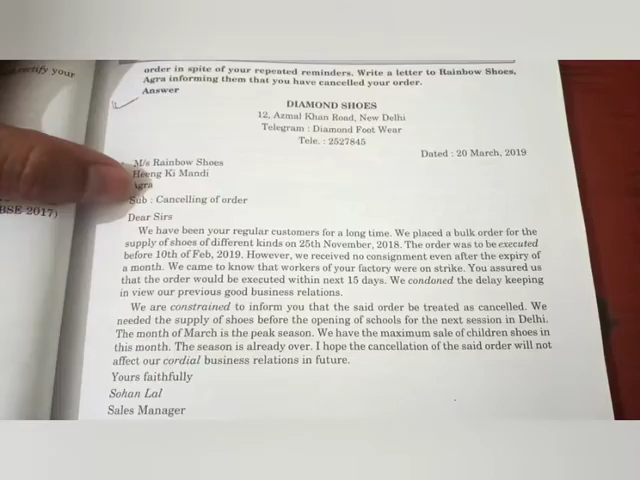 rectify your
order in spite of your repeated reminders. Write a letter to Rainbow Shoes,
Agra informing them that you have cancelled your order.
Answer
DIAMOND SHOES
12, Azmal Khan Road, New Delhi
Telegram : Diamond Foot Wear
Tele. : 2527845
Dated : 20 March, 2019
M/s Rainbow Shoes
Heeng Ki Mandi
Agra
BSE 2017)
Sub : Cancelling of order
Dear Sirs
We have been your regular customers for a long time. We placed a bulk order for the
supply of shoes of different kinds on 25th November, 2018. The order was to be executed
before 10th of Feb, 2019. However, we received no consignment even after the expiry of
a month. We came to know that workers of your factory were on strike. You assured us
that the order would be executed within next 15 days. We condoned the delay keeping
in view our previous good business relations.
We are constrained to inform you that the said order be treated as cancelled. We
needed the supply of shoes before the opening of schools for the next session in Delhi.
The month of March is the peak season. We have the maximum sale of children shoes in
this month. The season is already over. I hope the cancellation of the said order will not
affect our cordial business relations in future.
Yours faithfully
Sohan Lal
Sales Manager